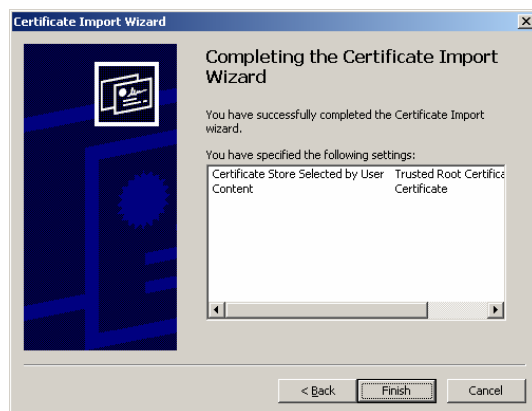 Certificate Import Wizard
Completing the Certificate Import
Wizard
You have successfully completed the Certificate Import
wizard.
You have specified the following settings:
Certificate Store Selected by User Trusted Root Certifica
Content Certificate
< Back Finish Cancel